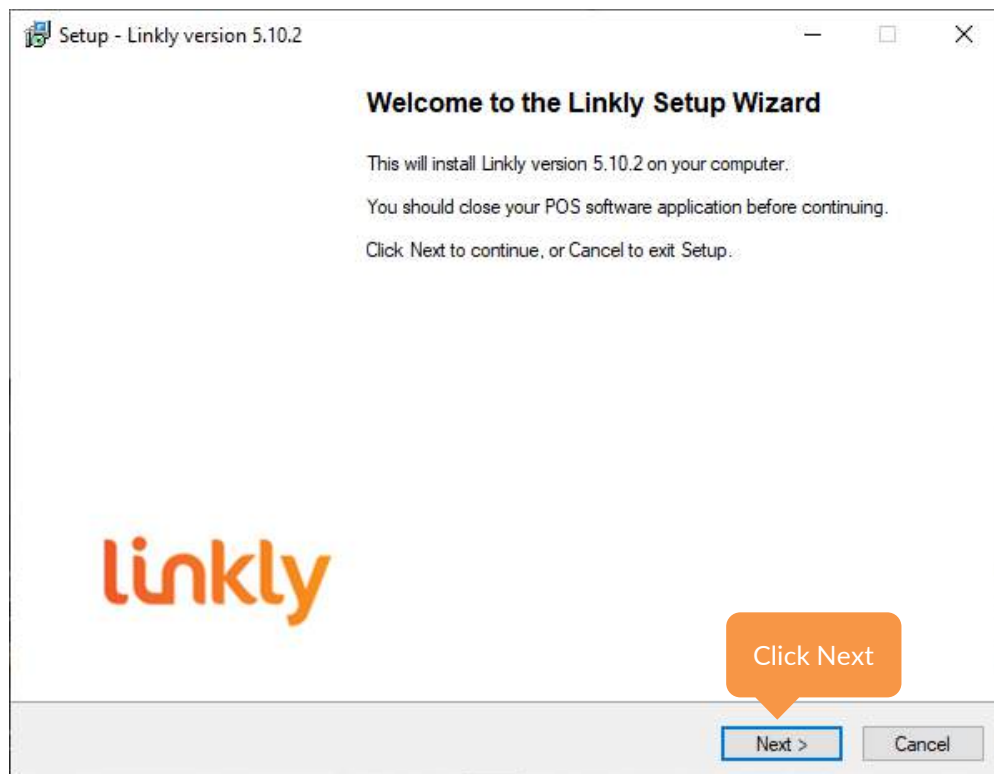 Setup - Linkly version 5.10.2
Welcome to the Linkly Setup Wizard
This will install Linkly version 5.10.2 on your computer.
You should close your POS software application before continuing.
Click Next to continue, or Cancel to exit Setup.
linkly
Click Next
Next >
Cancel